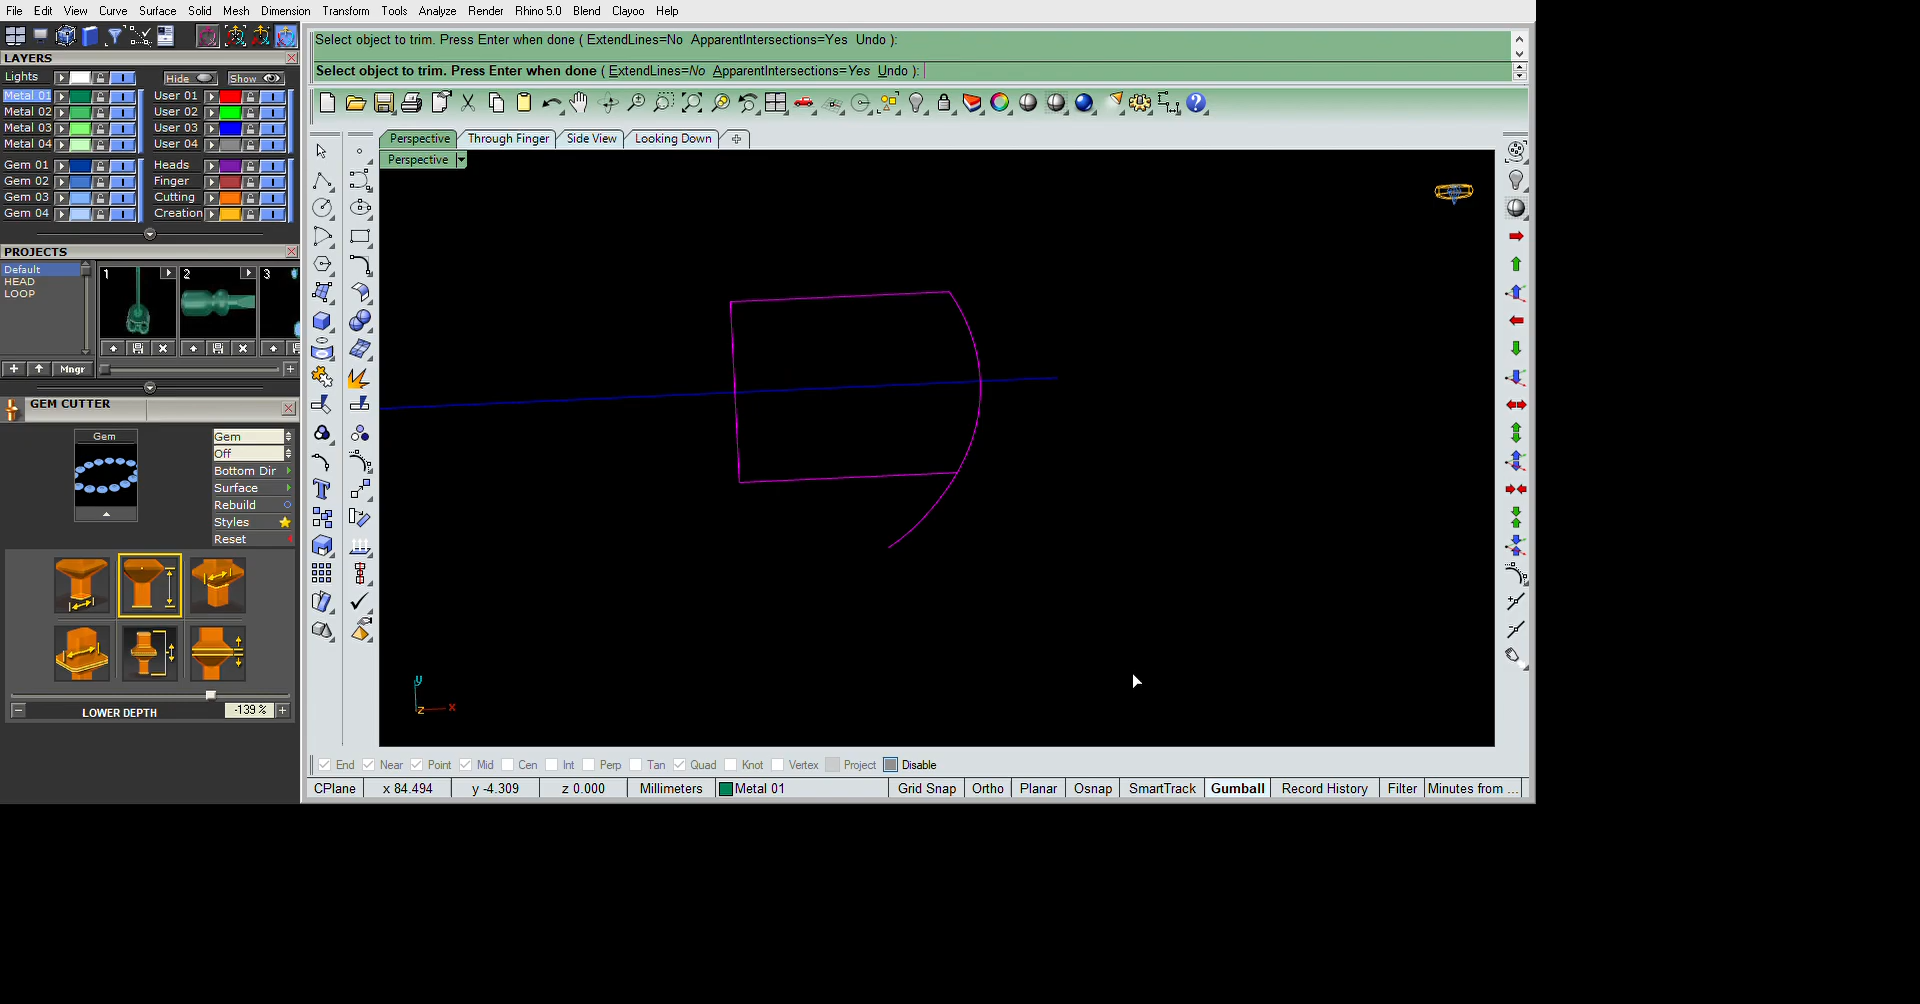 File Edit View Curve Surface Solid Mesh Dimension Transform Tools Analyze Render Rhino 5.0 Blend Clayoo Help
Select object to trim. Press Enter when done ( ExtendLines=No ApparentIntersections=Yes Undo ):
Select object to trim. Press Enter when done ( ExtendLines=No ApparentIntersections=Yes Undo ):
LAYERS
Lights Hide Show
Metal 01 User 01
Metal 02 User 02
Metal 03 User 03
Metal 04 User 04
Gem 01 Heads
Gem 02 Finger
Gem 03 Cutting
Gem 04 Creation
PROJECTS
Default
HEAD
LOOP
1 2 3
Mngr
GEM CUTTER
Gem
Gem
Off
Bottom Dir
Surface
Rebuild
Styles
Reset
LOWER DEPTH -139 %
Perspective Through Finger Side View Looking Down
Perspective
y
z x
End Near Point Mid Cen Int Perp Tan Quad Knot Vertex Project Disable
CPlane x 84.494 y -4.309 z 0.000 Millimeters Metal 01 Grid Snap Ortho Planar Osnap SmartTrack Gumball Record History Filter Minutes from ...